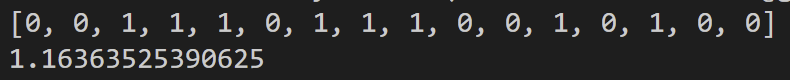 [0, 0, 1, 1, 1, 0, 1, 1, 1, 0, 0, 1, 0, 1, 0, 0]
1.16363525390625